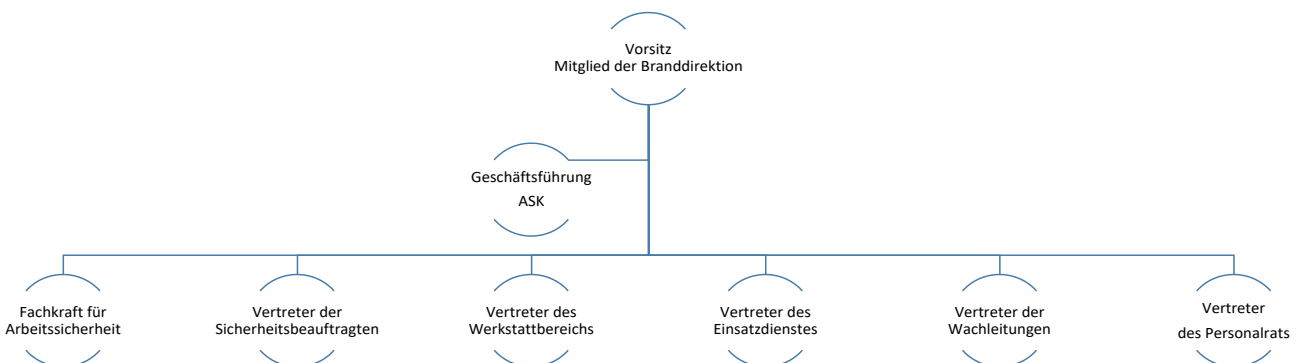 Vorsitz
Mitglied der Branddirektion
Geschäftsführung
ASK
Fachkraft für
Arbeitssicherheit
Vertreter der
Sicherheitsbeauftragten
Vertreter des
Werkstattbereichs
Vertreter des
Einsatzdienstes
Vertreter der
Wachleitungen
Vertreter
des Personalrats